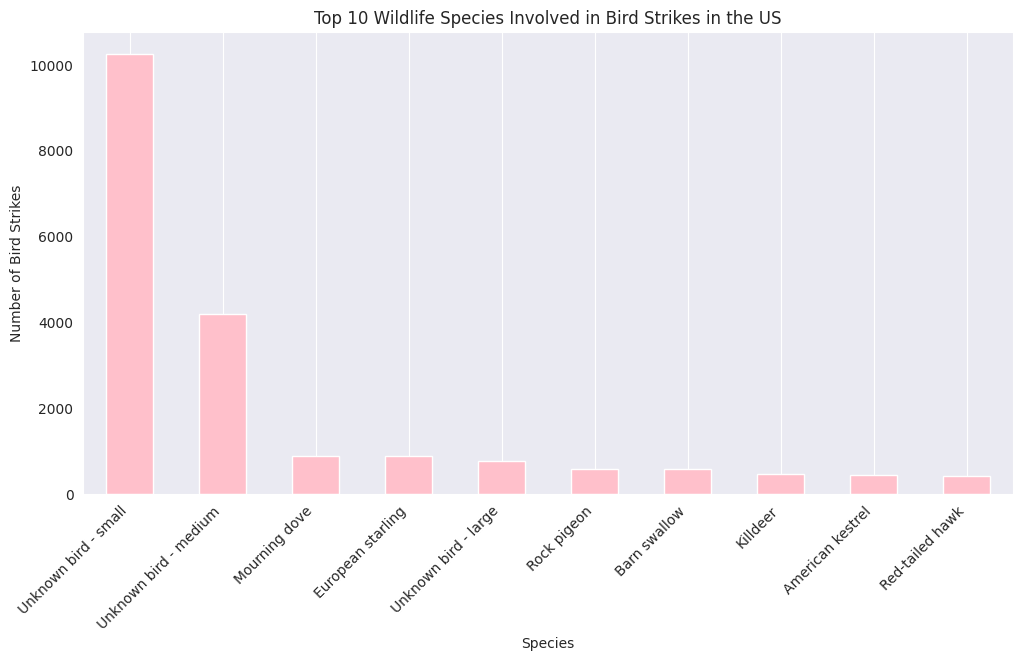 Top 10 Wildlife Species Involved in Bird Strikes in the US
Number of Bird Strikes
10000
8000
6000
4000
2000
0
Unknown bird - small
Unknown bird - medium
Mourning dove
European starling
Unknown bird - large
Rock pigeon
Barn swallow
Killdeer
American kestrel
Red-tailed hawk
Species